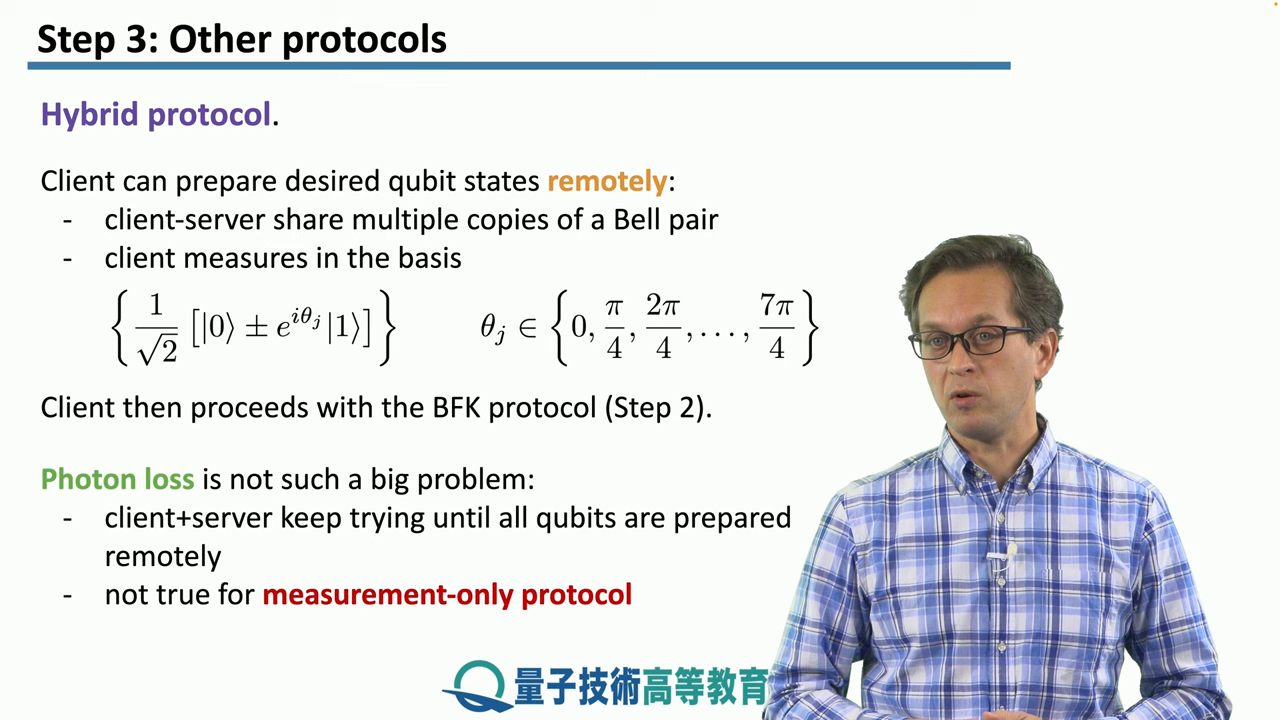 Step 3: Other protocols
Hybrid protocol.
Client can prepare desired qubit states remotely:
- client-server share multiple copies of a Bell pair
- client measures in the basis
{ 1/√2 [|0⟩ ± e^{iθ_j}|1⟩] } θ_j ∈ {0, π/4, 2π/4, ..., 7π/4}
Client then proceeds with the BFK protocol (Step 2).
Photon loss is not such a big problem:
- client+server keep trying until all qubits are prepared
remotely
- not true for measurement-only protocol
量子技術高等教育